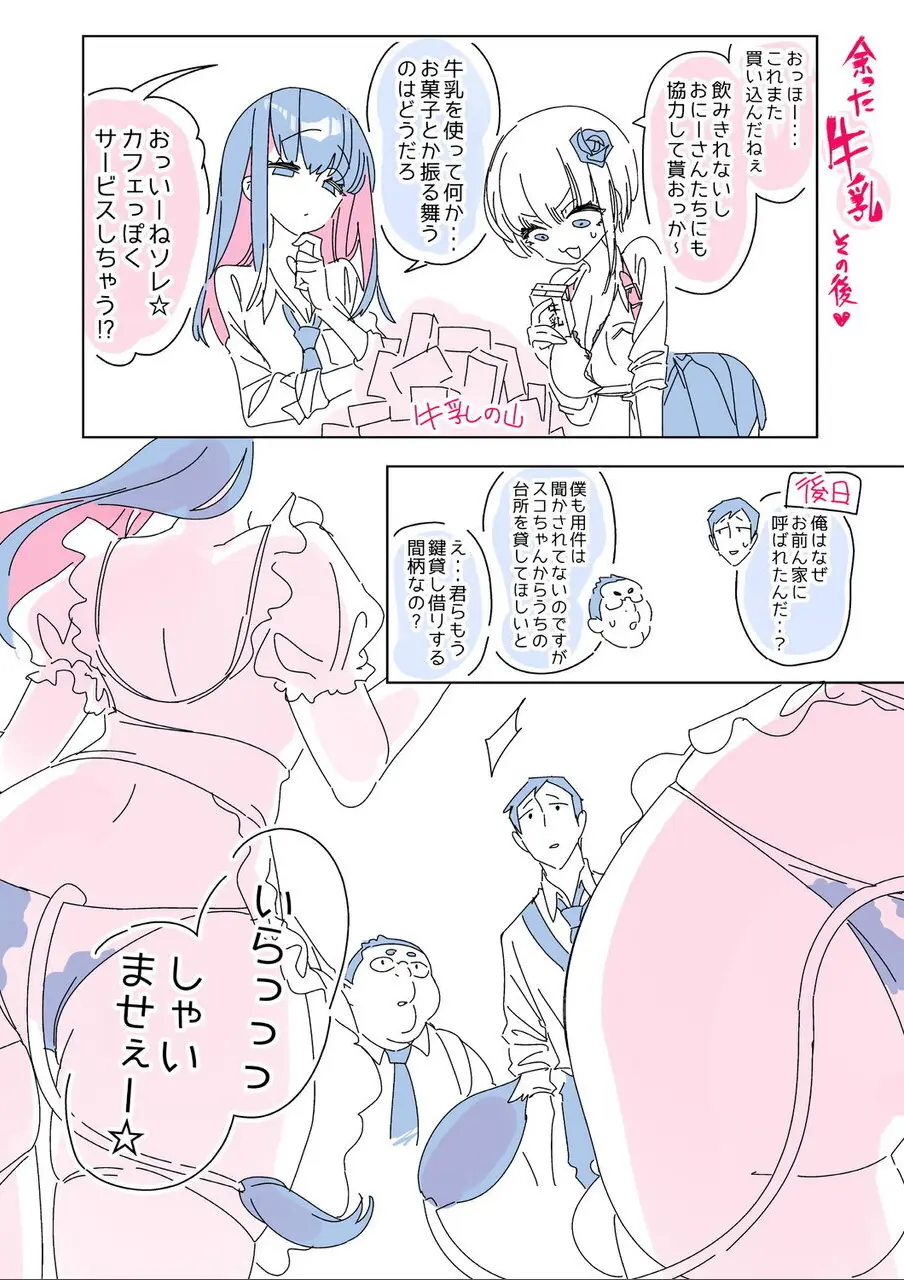 余った牛乳その後♥
おっほー・・・
これまた
買い込んだねぇ
飲みきれないし
おにーさんたちにも
協力して貰おっか～
牛乳を使って何か・・・
お菓子とか振る舞う
のはどうだろ
おっいーねソレ☆
カフェっぽく
サービスしちゃう!?
牛乳
牛乳の山
後日
俺はなぜ
お前ん家に
呼ばれたんだ・・?
僕も用件は
聞かされてないのですが
スコちゃんからうちの
台所を貸してほしいと
え・・・君らもう
鍵貸し借りする
間柄なの?
いらっっっ
しゃい
ませぇー☆